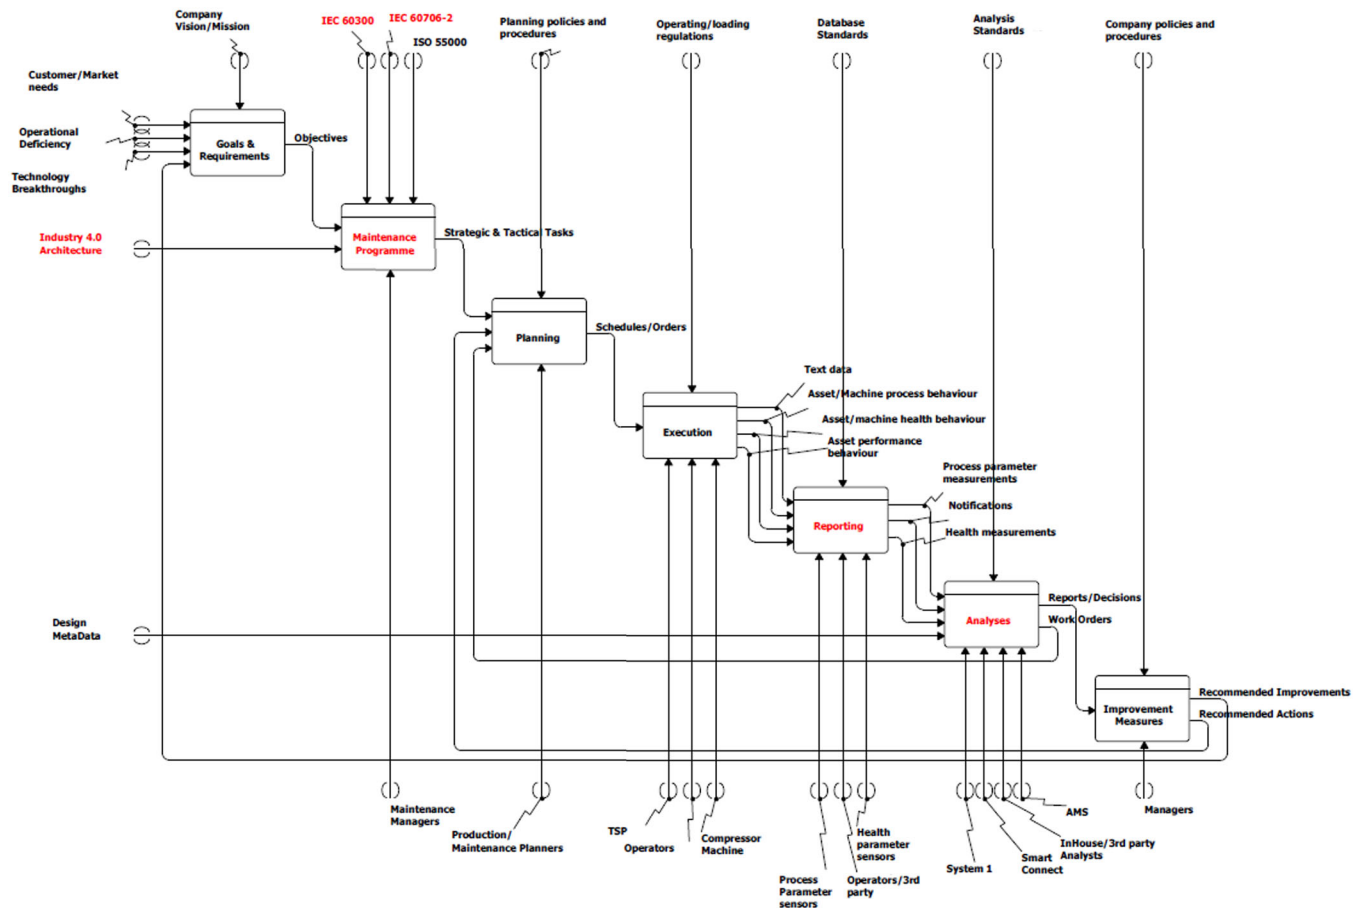 Company
Vision/Mission
IEC 60300
IEC 60706-2
ISO 55000
Planning policies and
procedures
Operating/loading
regulations
Database
Standards
Analysis
Standards
Company policies and
procedures
Customer/Market
needs
Operational
Deficiency
Technology
Breakthroughs
Goals &
Requirements
Objectives
Industry 4.0
Architecture
Maintenance
Programme
Strategic & Tactical Tasks
Planning
Schedules/Orders
Execution
Text data
Asset/Machine process behaviour
Asset/machine health behaviour
Asset performance
behaviour
Reporting
Process parameter
measurements
Notifications
Health measurements
Design
MetaData
Analyses
Reports/Decisions
Work Orders
Improvement
Measures
Recommended Improvements
Recommended Actions
Maintenance
Managers
Production/
Maintenance Planners
TSP
Operators
Compressor
Machine
Process
Parameter
sensors
Operators/3rd
party
Health
parameter
sensors
System 1
Smart
Connect
InHouse/3rd party
Analysts
AMS
Managers